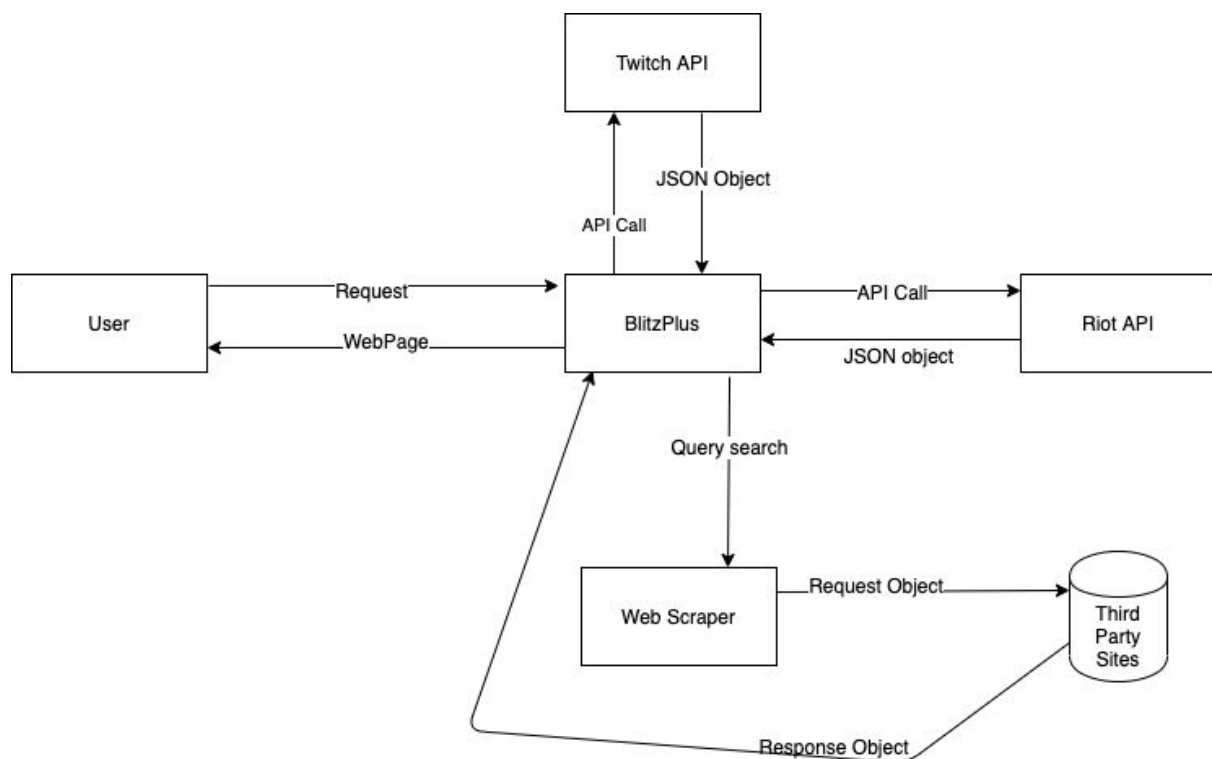 Twitch API
JSON Object
API Call
Request
API Call
User
BlitzPlus
Riot API
WebPage
JSON object
Query search
Request Object
Web Scraper
Third
Party
Sites
Response Object